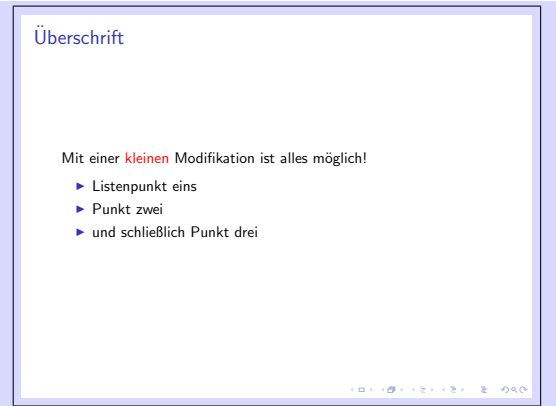 Überschrift
Mit einer kleinen Modifikation ist alles möglich!
Listenpunkt eins
Punkt zwei
und schließlich Punkt drei